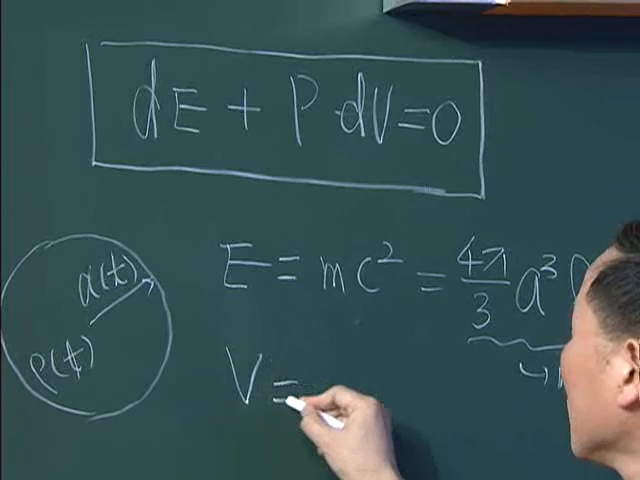 dE + P·dV=0
a(t)
E = mc² = 4π/3 a³
ρ(t)
V =